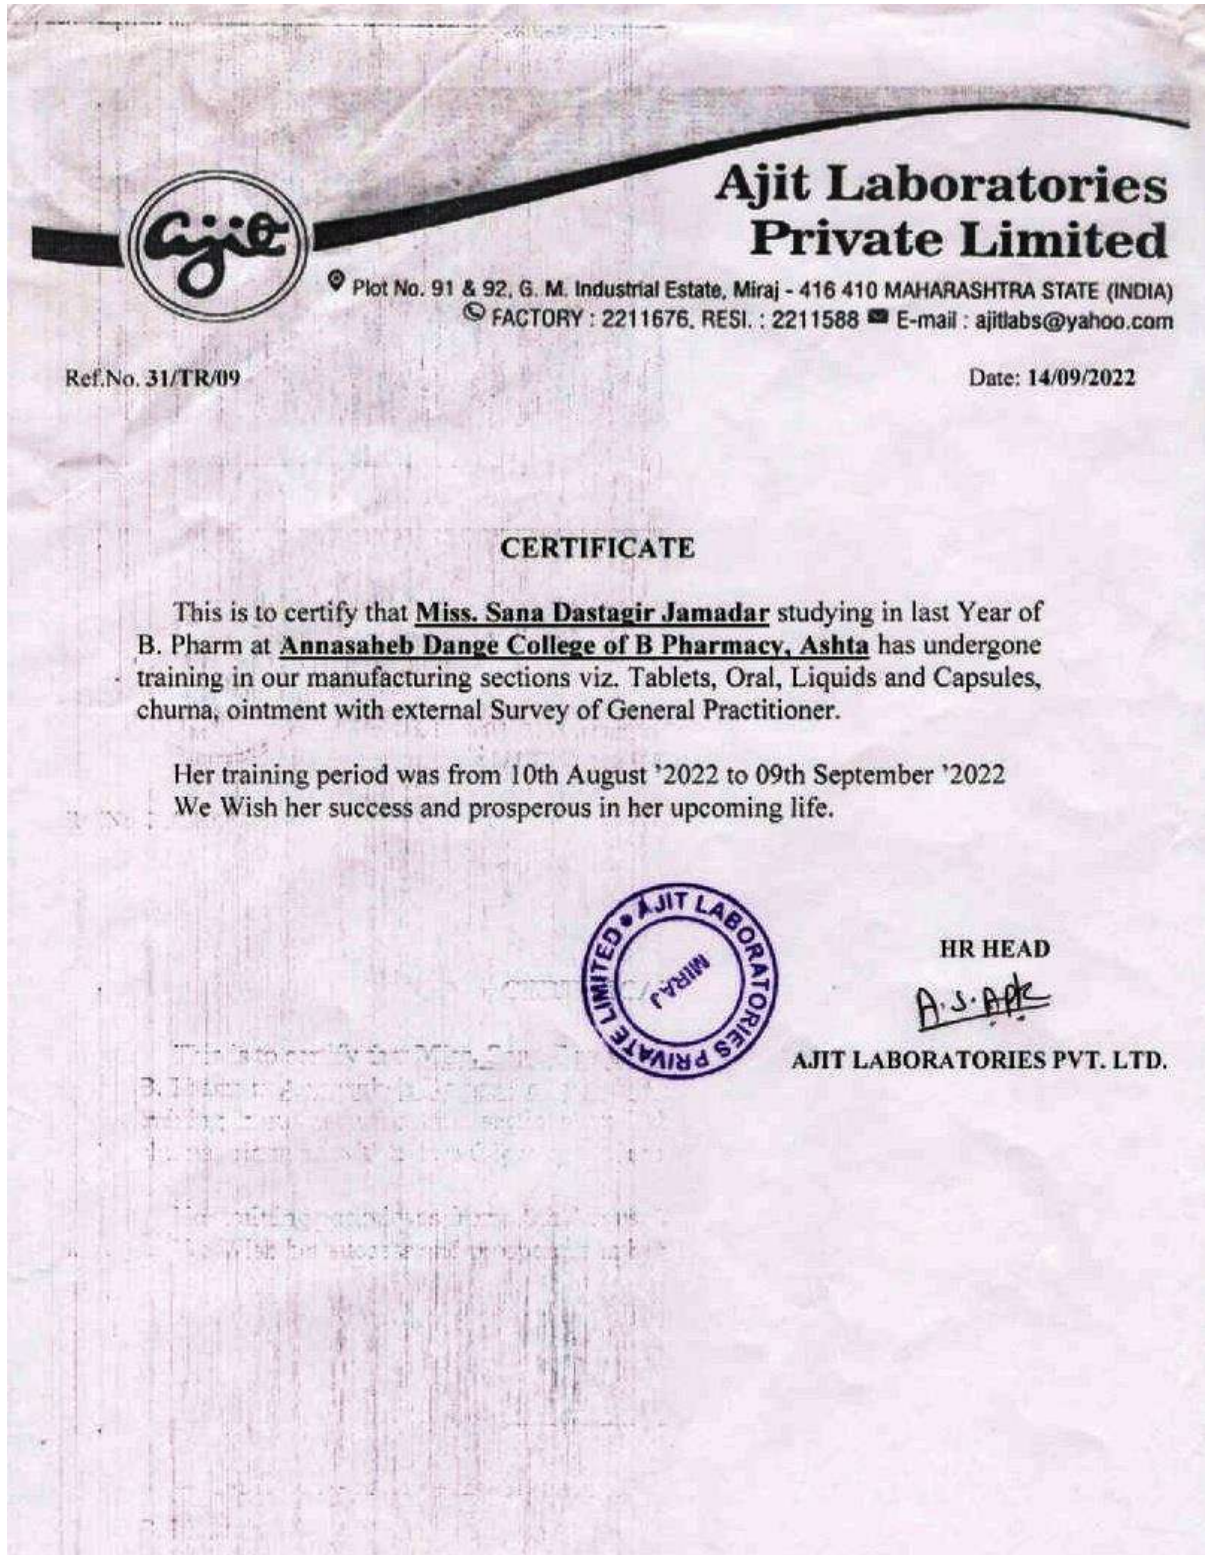 ajit
Ajit Laboratories
Private Limited
Plot No. 91 & 92, G. M. Industrial Estate, Miraj - 416 410 MAHARASHTRA STATE (INDIA)
FACTORY : 2211676, RESI. : 2211588 E-mail : ajitlabs@yahoo.com
Ref.No. 31/TR/09 Date: 14/09/2022
CERTIFICATE
This is to certify that Miss. Sana Dastagir Jamadar studying in last Year of
B. Pharm at Annasaheb Dange College of B Pharmacy, Ashta has undergone
training in our manufacturing sections viz. Tablets, Oral, Liquids and Capsules,
churna, ointment with external Survey of General Practitioner.
Her training period was from 10th August '2022 to 09th September '2022
We Wish her success and prosperous in her upcoming life.
AJIT LABORATORIES PRIVATE LIMITED
MIRAJ
HR HEAD
AJIT LABORATORIES PVT. LTD.